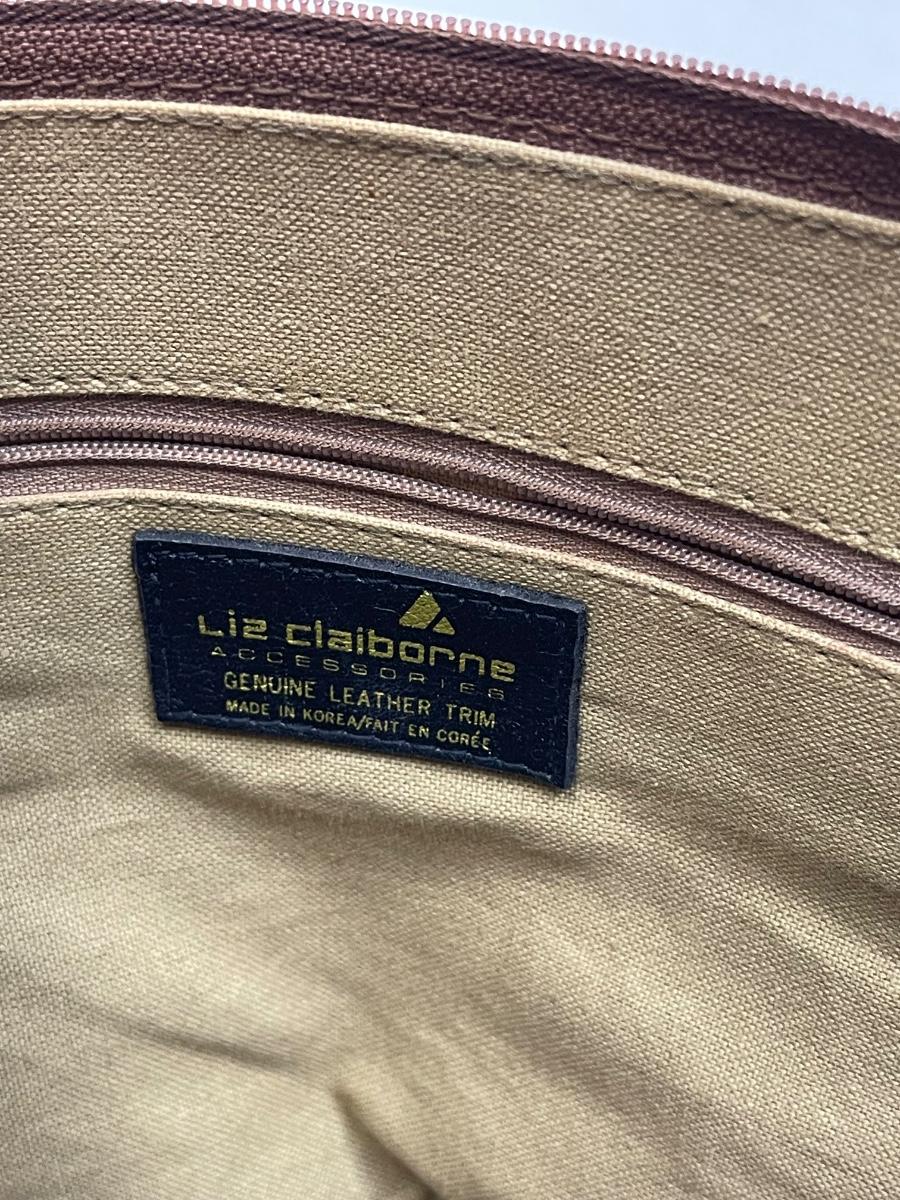 Liz claiborne
ACCESSORIES
GENUINE LEATHER TRIM
MADE IN KOREA/FAIT EN CORÉE